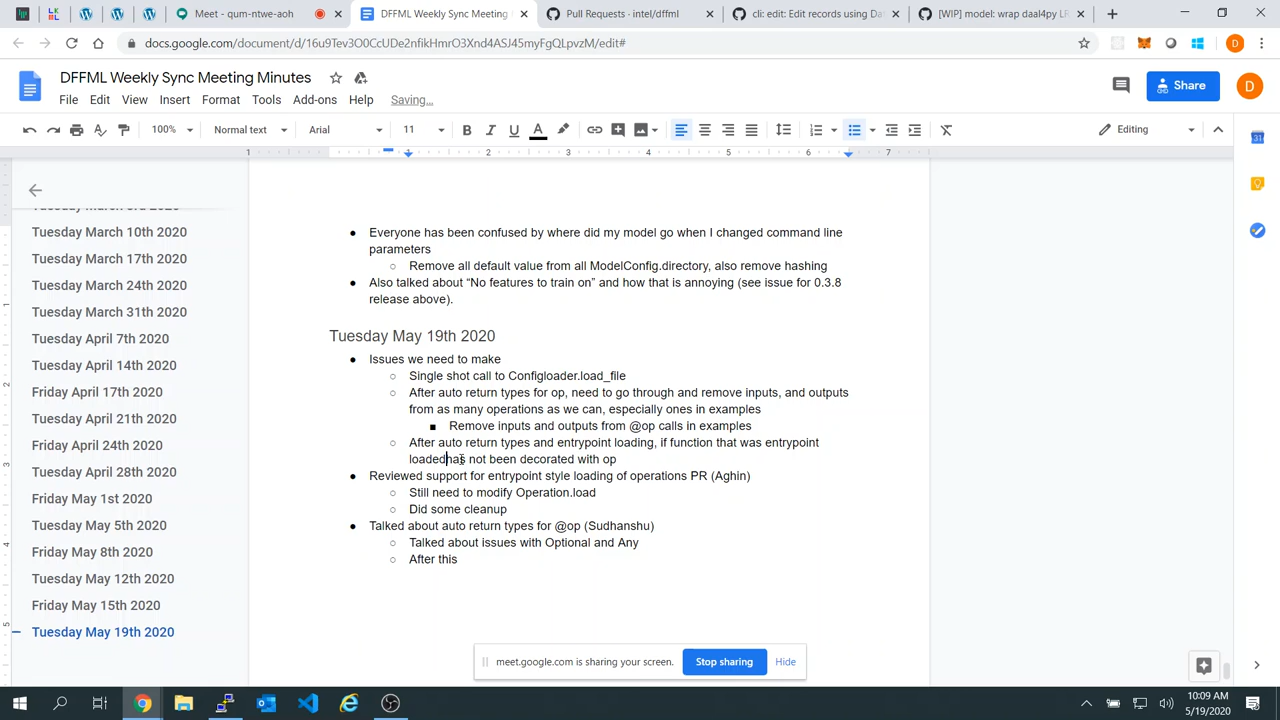 Meet - qum-ntwe-aoh
DFFML Weekly Sync Meeting
Pull Requests · intel/dffml
cli: edit: Edit records using Da
[WIP] model: wrap daal4py LR
docs.google.com/document/d/16u9Tev3O0CcUDe2nfikHmrO3Xnd4ASJ45myFgQLpvzM/edit#
DFFML Weekly Sync Meeting Minutes
File Edit View Insert Format Tools Add-ons Help Saving...
Share
D
100% Normal text Arial 11 B I U A Editing
1 1 2 3 4 5 6 7
Tuesday March 3rd 2020
Tuesday March 10th 2020
Tuesday March 17th 2020
Tuesday March 24th 2020
Tuesday March 31th 2020
Tuesday April 7th 2020
Tuesday April 14th 2020
Friday April 17th 2020
Tuesday April 21th 2020
Friday April 24th 2020
Tuesday April 28th 2020
Friday May 1st 2020
Tuesday May 5th 2020
Friday May 8th 2020
Tuesday May 12th 2020
Friday May 15th 2020
Tuesday May 19th 2020
Everyone has been confused by where did my model go when I changed command line
parameters
Remove all default value from all ModelConfig.directory, also remove hashing
Also talked about “No features to train on” and how that is annoying (see issue for 0.3.8
release above).
Tuesday May 19th 2020
Issues we need to make
Single shot call to Configloader.load_file
After auto return types for op, need to go through and remove inputs, and outputs
from as many operations as we can, especially ones in examples
Remove inputs and outputs from @op calls in examples
After auto return types and entrypoint loading, if function that was entrypoint
loadedhas not been decorated with op
Reviewed support for entrypoint style loading of operations PR (Aghin)
Still need to modify Operation.load
Did some cleanup
Talked about auto return types for @op (Sudhanshu)
Talked about issues with Optional and Any
After this
meet.google.com is sharing your screen. Stop sharing Hide
10:09 AM
5/19/2020